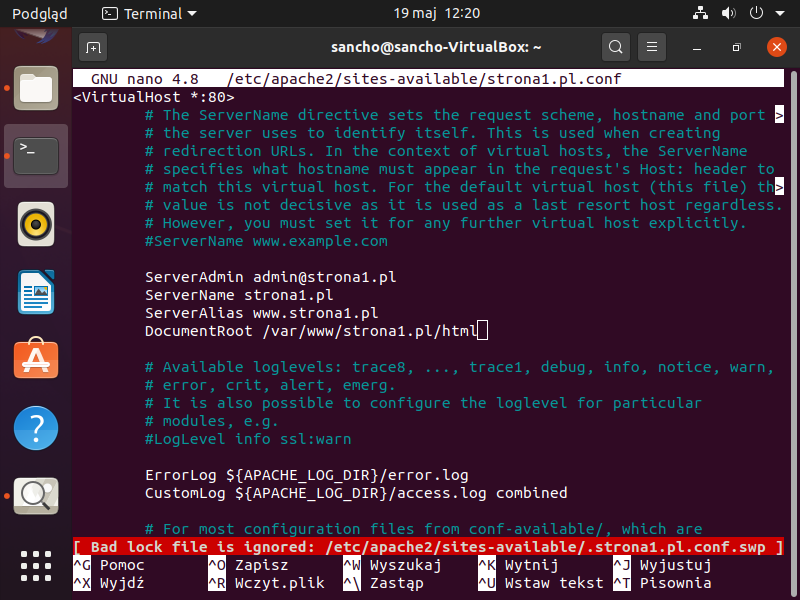 Podgląd Terminal 19 maj 12:20
sancho@sancho-VirtualBox: ~
GNU nano 4.8 /etc/apache2/sites-available/strona1.pl.conf
<VirtualHost *:80>
# The ServerName directive sets the request scheme, hostname and port >
# the server uses to identify itself. This is used when creating
# redirection URLs. In the context of virtual hosts, the ServerName
# specifies what hostname must appear in the request's Host: header to
# match this virtual host. For the default virtual host (this file) th>
# value is not decisive as it is used as a last resort host regardless.
# However, you must set it for any further virtual host explicitly.
#ServerName www.example.com
ServerAdmin admin@strona1.pl
ServerName strona1.pl
ServerAlias www.strona1.pl
DocumentRoot /var/www/strona1.pl/html
# Available loglevels: trace8, ..., trace1, debug, info, notice, warn,
# error, crit, alert, emerg.
# It is also possible to configure the loglevel for particular
# modules, e.g.
#LogLevel info ssl:warn
ErrorLog ${APACHE_LOG_DIR}/error.log
CustomLog ${APACHE_LOG_DIR}/access.log combined
# For most configuration files from conf-available/, which are
[ Bad lock file is ignored: /etc/apache2/sites-available/.strona1.pl.conf.swp ]
^G Pomoc ^O Zapisz ^W Wyszukaj ^K Wytnij ^J Wyjustuj
^X Wyjdź ^R Wczyt.plik ^\ Zastąp ^U Wstaw tekst ^T Pisownia